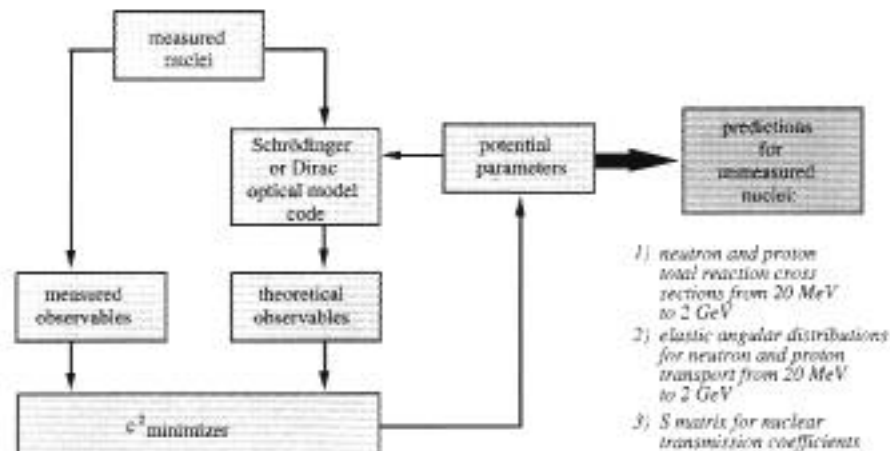 measured
nuclei
Schrödinger
or Dirac
optical model
code
potential
parameters
predictions
for
unmeasured
nuclei:
measured
observables
theoretical
observables
c² minimizer
1) neutron and proton
total reaction cross
sections from 20 MeV
to 2 GeV
2) elastic angular distributions
for neutron and proton
transport from 20 MeV
to 2 GeV
3) S matrix for nuclear
transmission coefficients